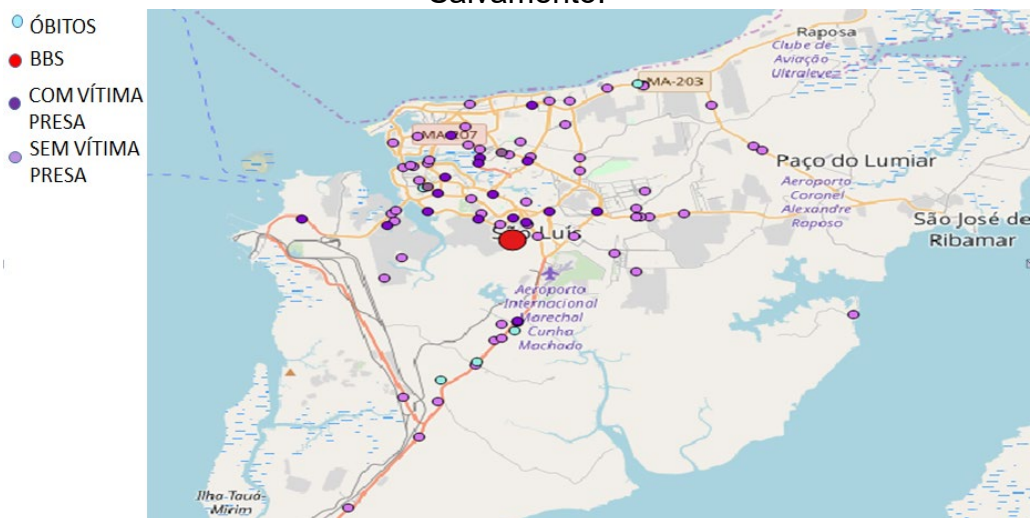 Salvamento.
ÓBITOS
BBS
COM VÍTIMA
PRESA
SEM VÍTIMA
PRESA
Raposa
Clube de
Aviação
Ultraleve
MA-203
MA-207
Paço do Lumiar
Aeroporto
Coronel
Alexandre
Raposo
São José de
Ribamar
São Luís
Aeroporto
Internacional
Marechal
Cunha
Machado
Ilha Tauá-
Mirim